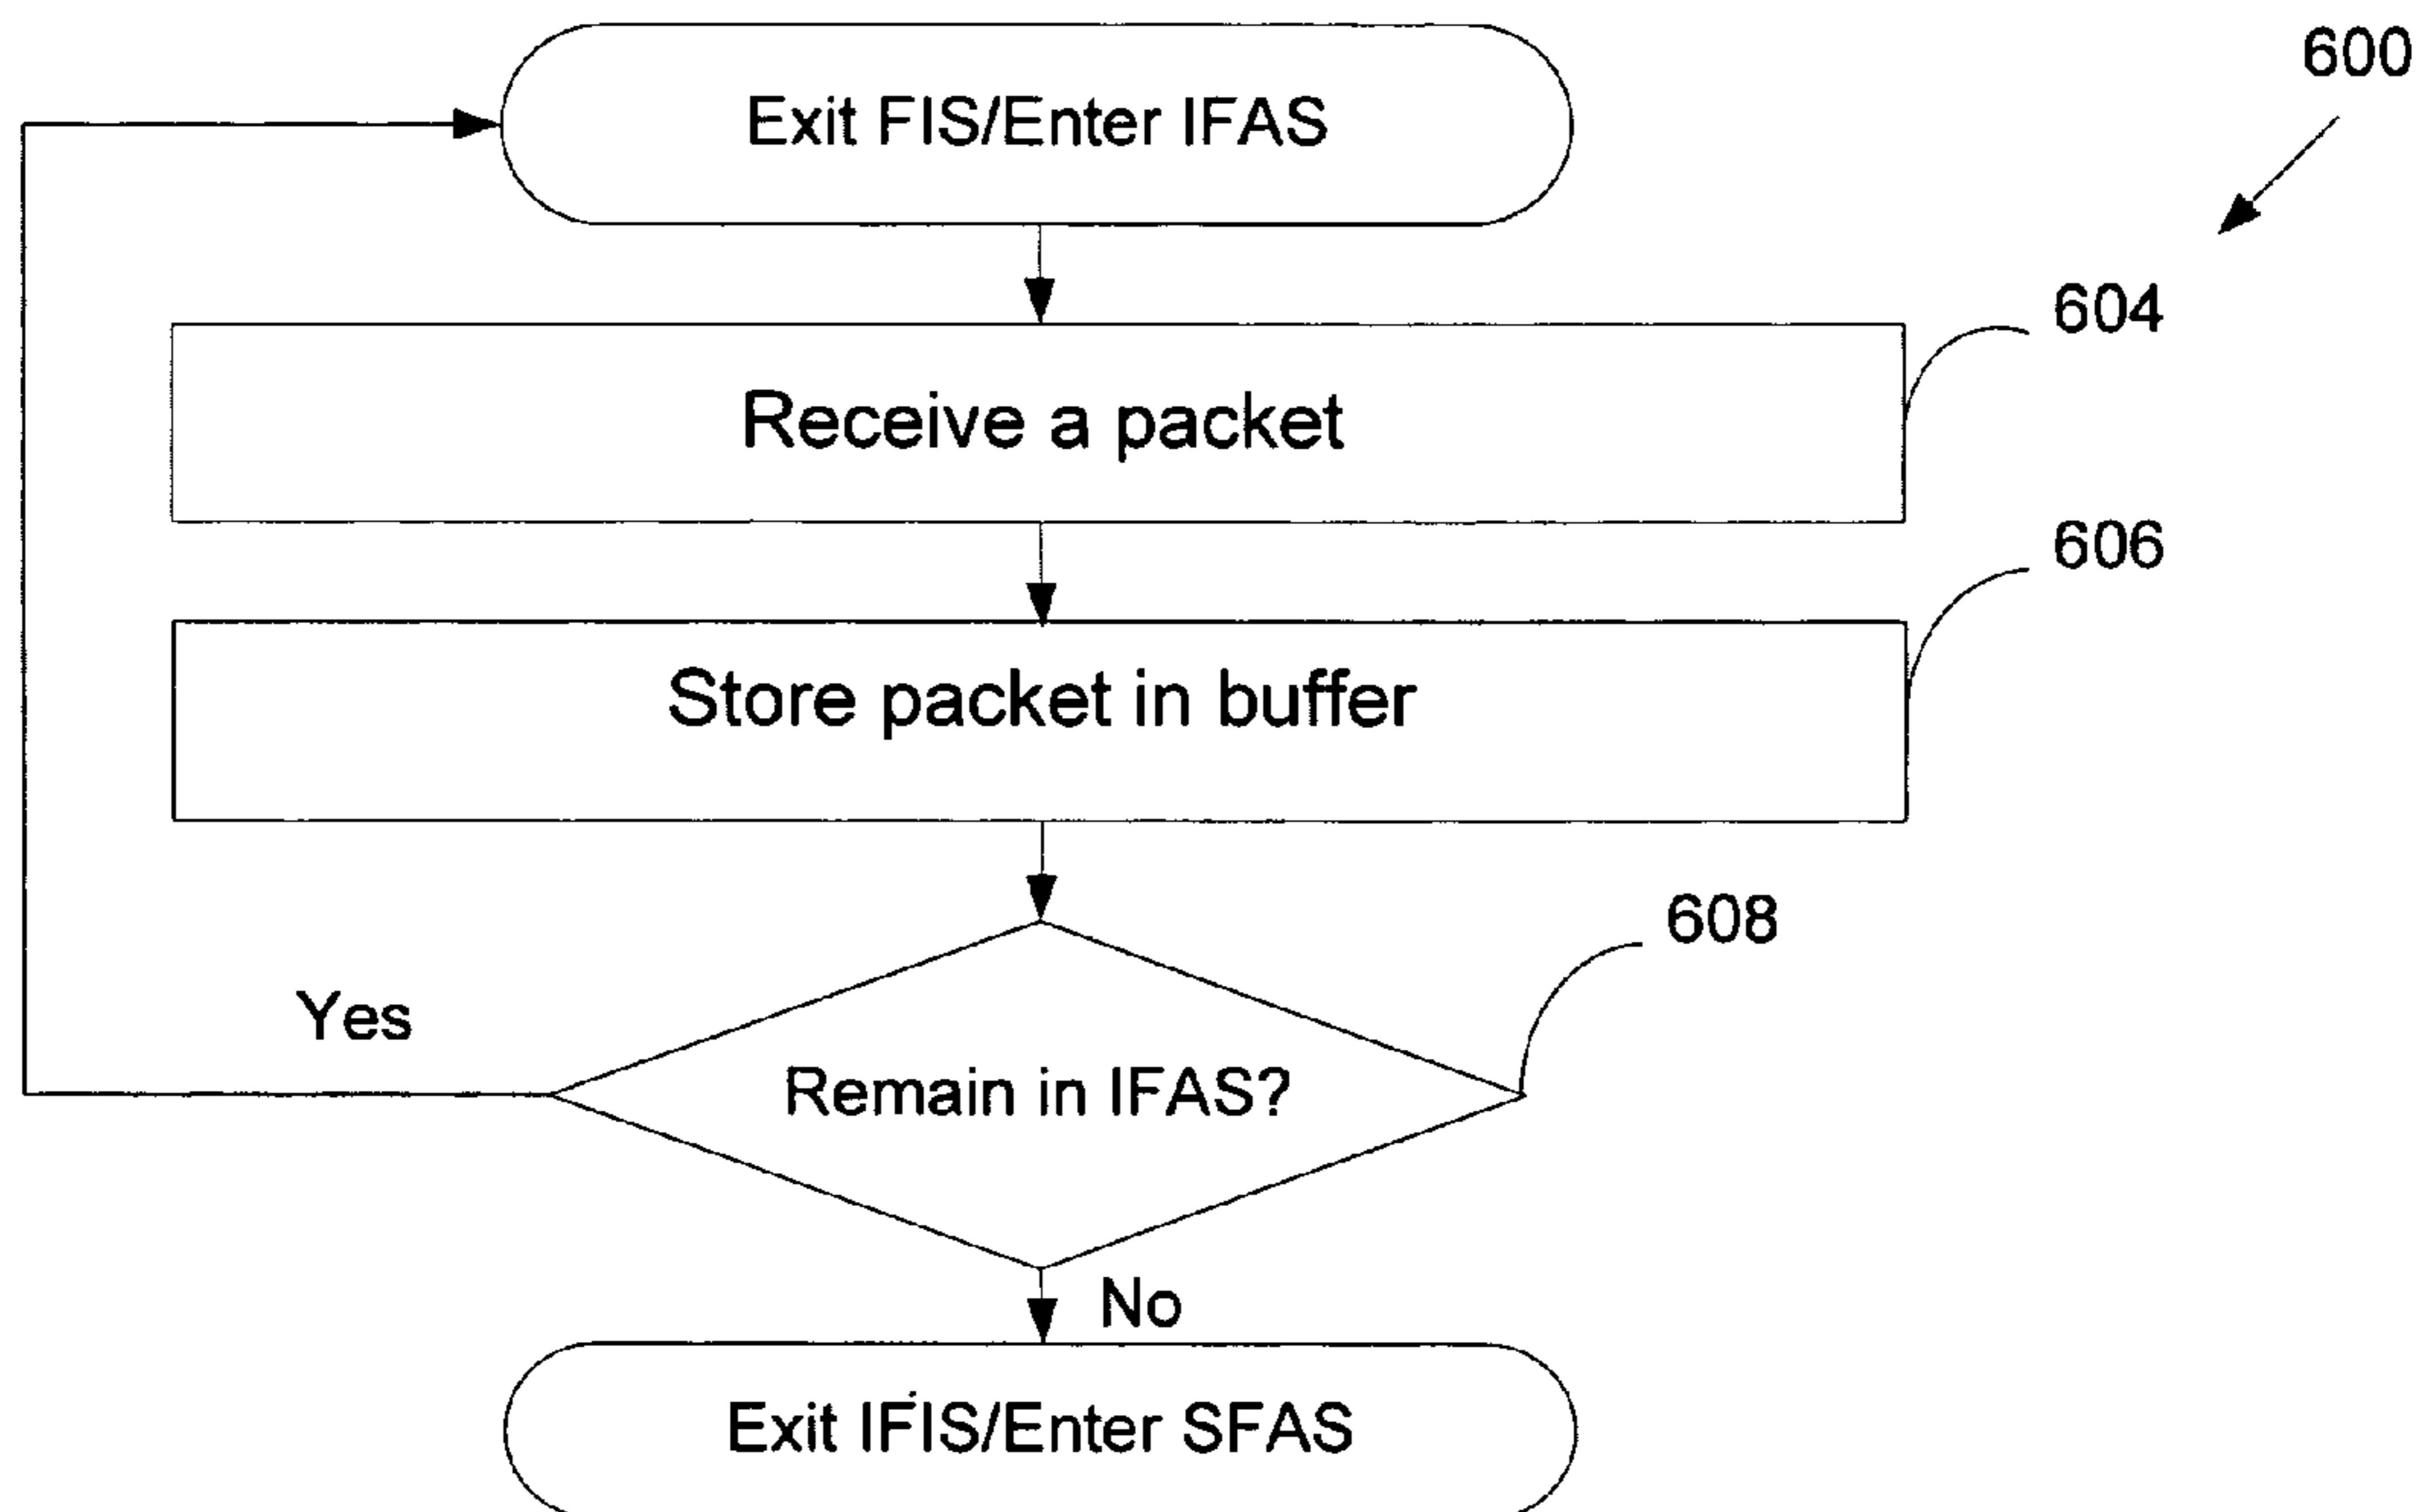 600
Exit FIS/Enter IFAS
604
Receive a packet
606
Store packet in buffer
608
Yes
Remain in IFAS?
No
Exit IFIS/Enter SFAS